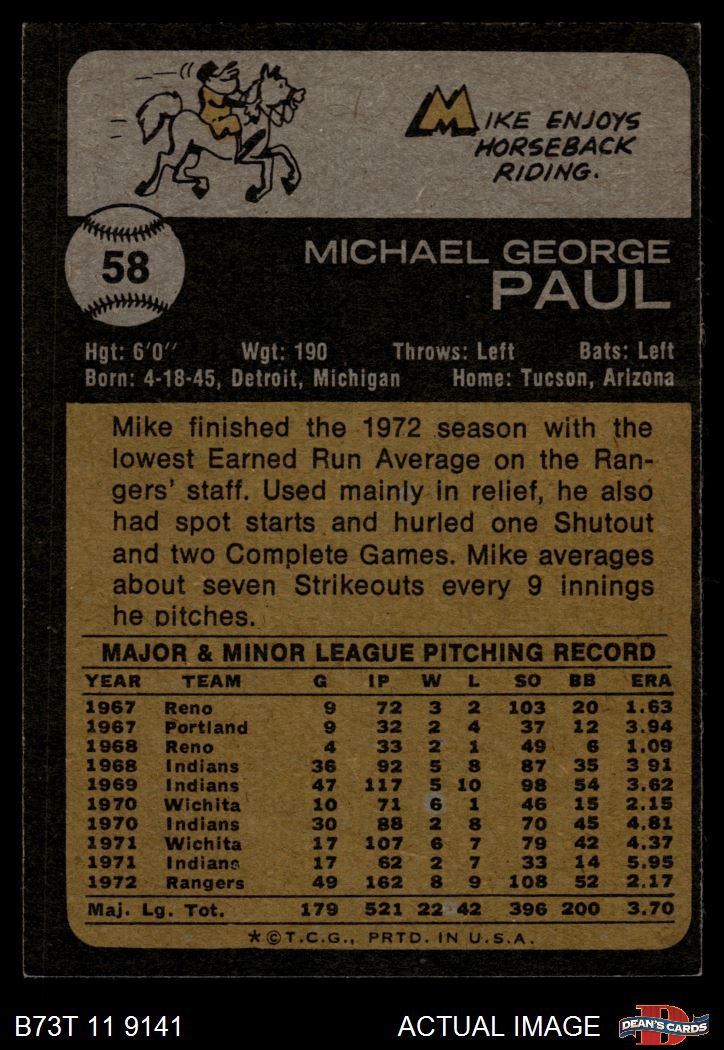 MIKE ENJOYS
HORSEBACK
RIDING.
58
MICHAEL GEORGE
PAUL
Hgt: 6'0" Wgt: 190 Throws: Left Bats: Left
Born: 4-18-45, Detroit, Michigan Home: Tucson, Arizona
Mike finished the 1972 season with the
lowest Earned Run Average on the Ran-
gers' staff. Used mainly in relief, he also
had spot starts and hurled one Shutout
and two Complete Games. Mike averages
about seven Strikeouts every 9 innings
he pitches.
MAJOR & MINOR LEAGUE PITCHING RECORD
YEAR TEAM G IP W L SO BB ERA
1967 Reno 9 72 3 2 103 20 1.63
1967 Portland 9 32 2 4 37 12 3.94
1968 Reno 4 33 2 1 49 6 1.09
1968 Indians 36 92 5 8 87 35 3 91
1969 Indians 47 117 5 10 98 54 3.62
1970 Wichita 10 71 6 1 46 15 2.15
1970 Indians 30 88 2 8 70 45 4.81
1971 Wichita 17 107 6 7 79 42 4.37
1971 Indians 17 62 2 7 33 14 5.95
1972 Rangers 49 162 8 9 108 52 2.17
Maj. Lg. Tot. 179 521 22 42 396 200 3.70
*©T.C.G., PRTD. IN U.S.A.
B73T 11 9141 ACTUAL IMAGE
D
DEAN'S CARDS